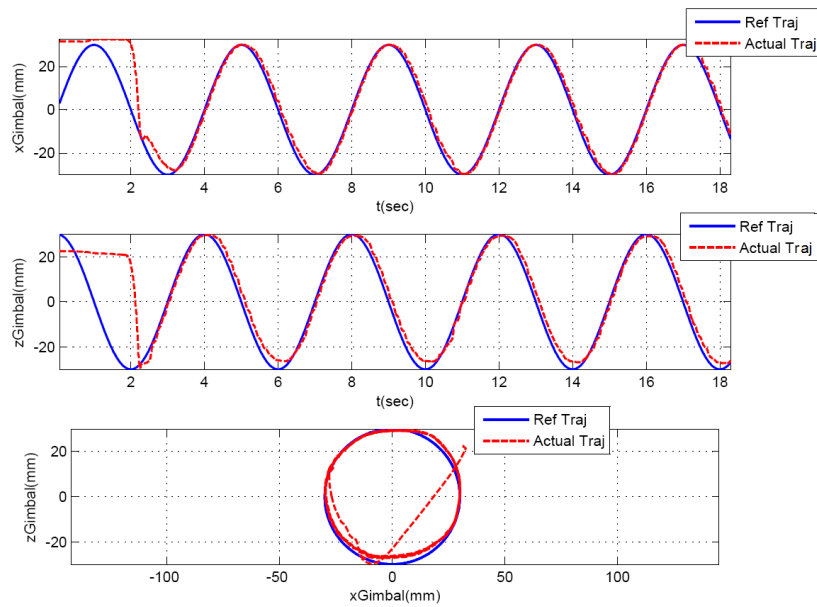 Ref Traj
Actual Traj
20
0
-20
xGimbal(mm)
2
4
6
8
10
12
14
16
18
t(sec)
Ref Traj
Actual Traj
20
0
-20
zGimbal(mm)
2
4
6
8
10
12
14
16
18
t(sec)
Ref Traj
Actual Traj
20
0
-20
zGimbal(mm)
-100
-50
0
50
100
xGimbal(mm)